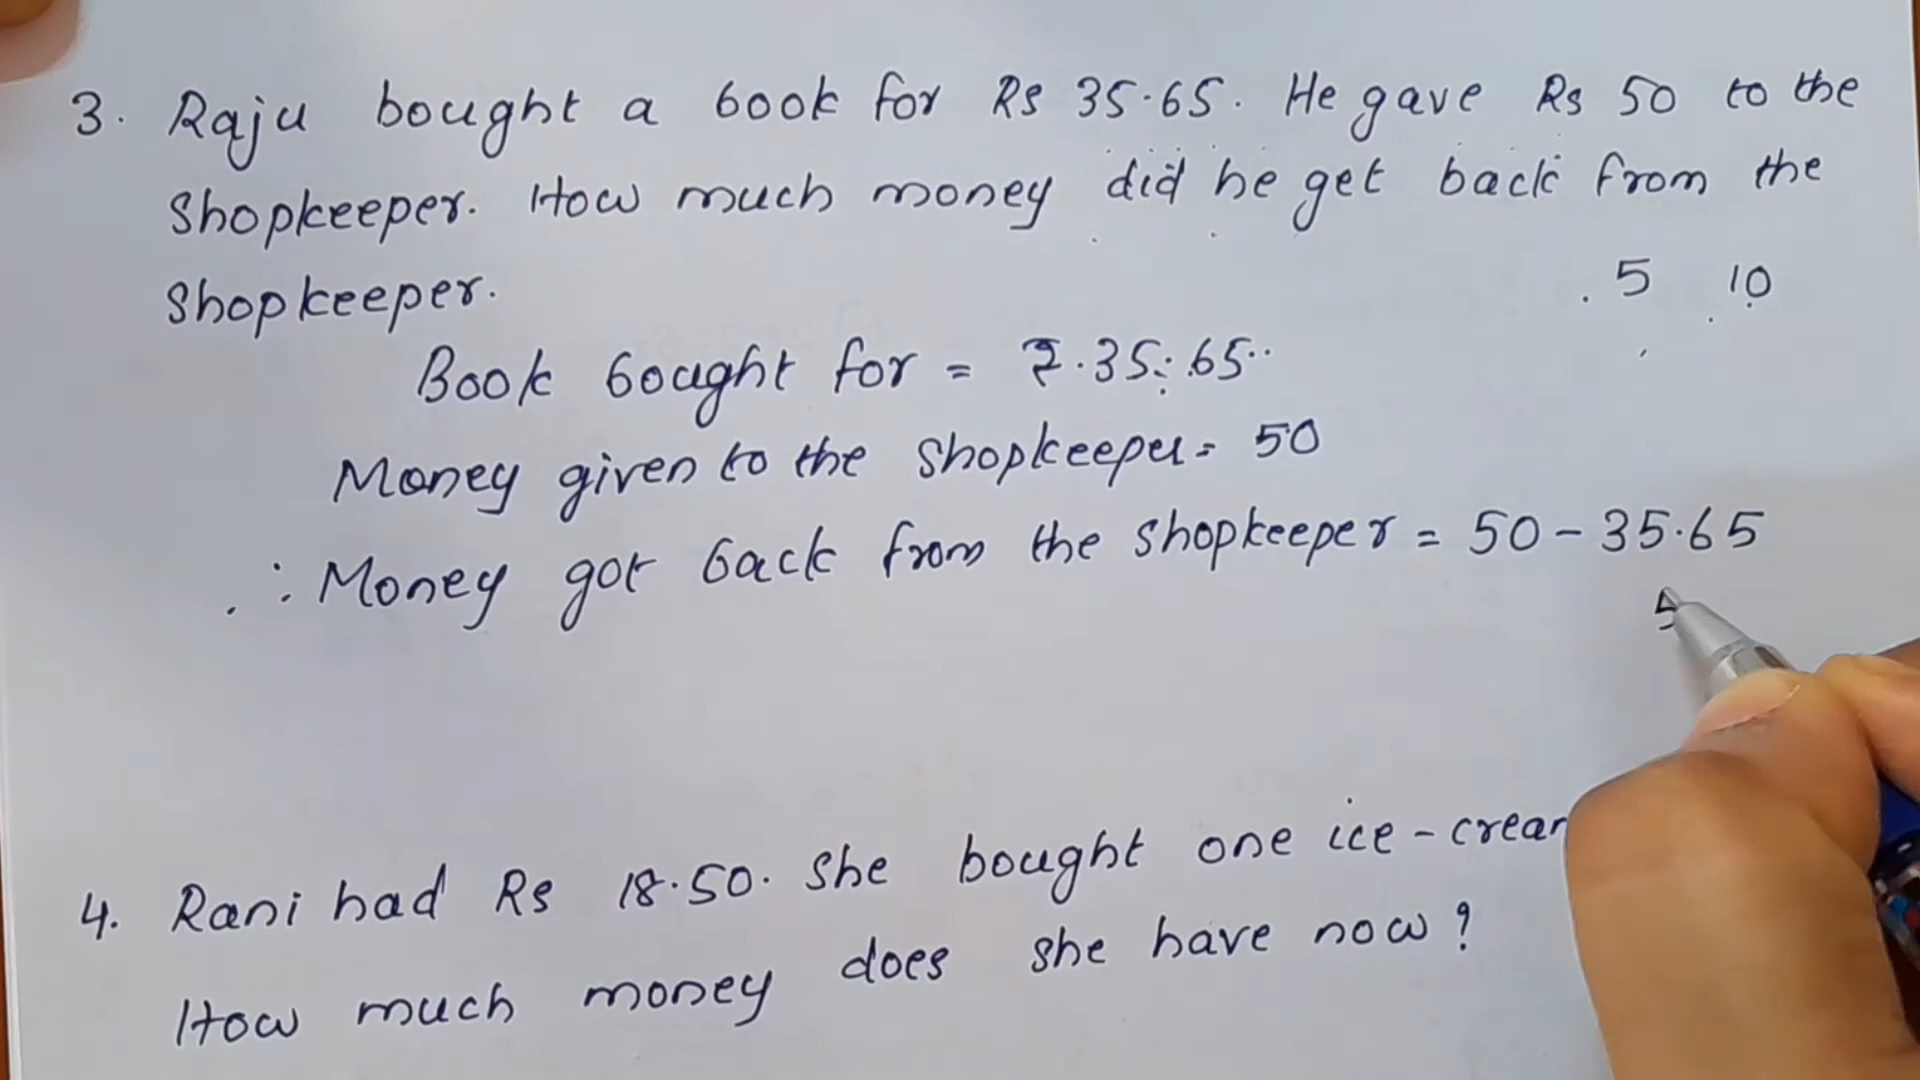 3. Raju bought a book for Rs 35.65. He gave Rs 50 to the
shopkeeper. How much money did he get back from the
shopkeeper.
5 10
Book bought for = ₹.35.65
Money given to the shopkeeper = 50
∴ Money got back from the shopkeeper = 50 - 35.65
5
4. Rani had Rs 18.50. She bought one ice-crea
How much money does she have now?